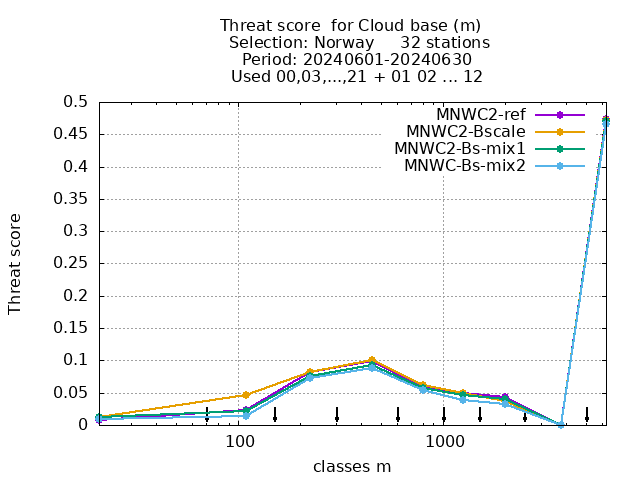 Threat score  for Cloud base (m)
Selection: Norway     32 stations
Period: 20240601-20240630
Used 00,03,...,21 + 01 02 ... 12
MNWC2-ref
MNWC2-Bscale
MNWC2-Bs-mix1
MNWC-Bs-mix2
Threat score
0.5
0.45
0.4
0.35
0.3
0.25
0.2
0.15
0.1
0.05
0
100
1000
classes m